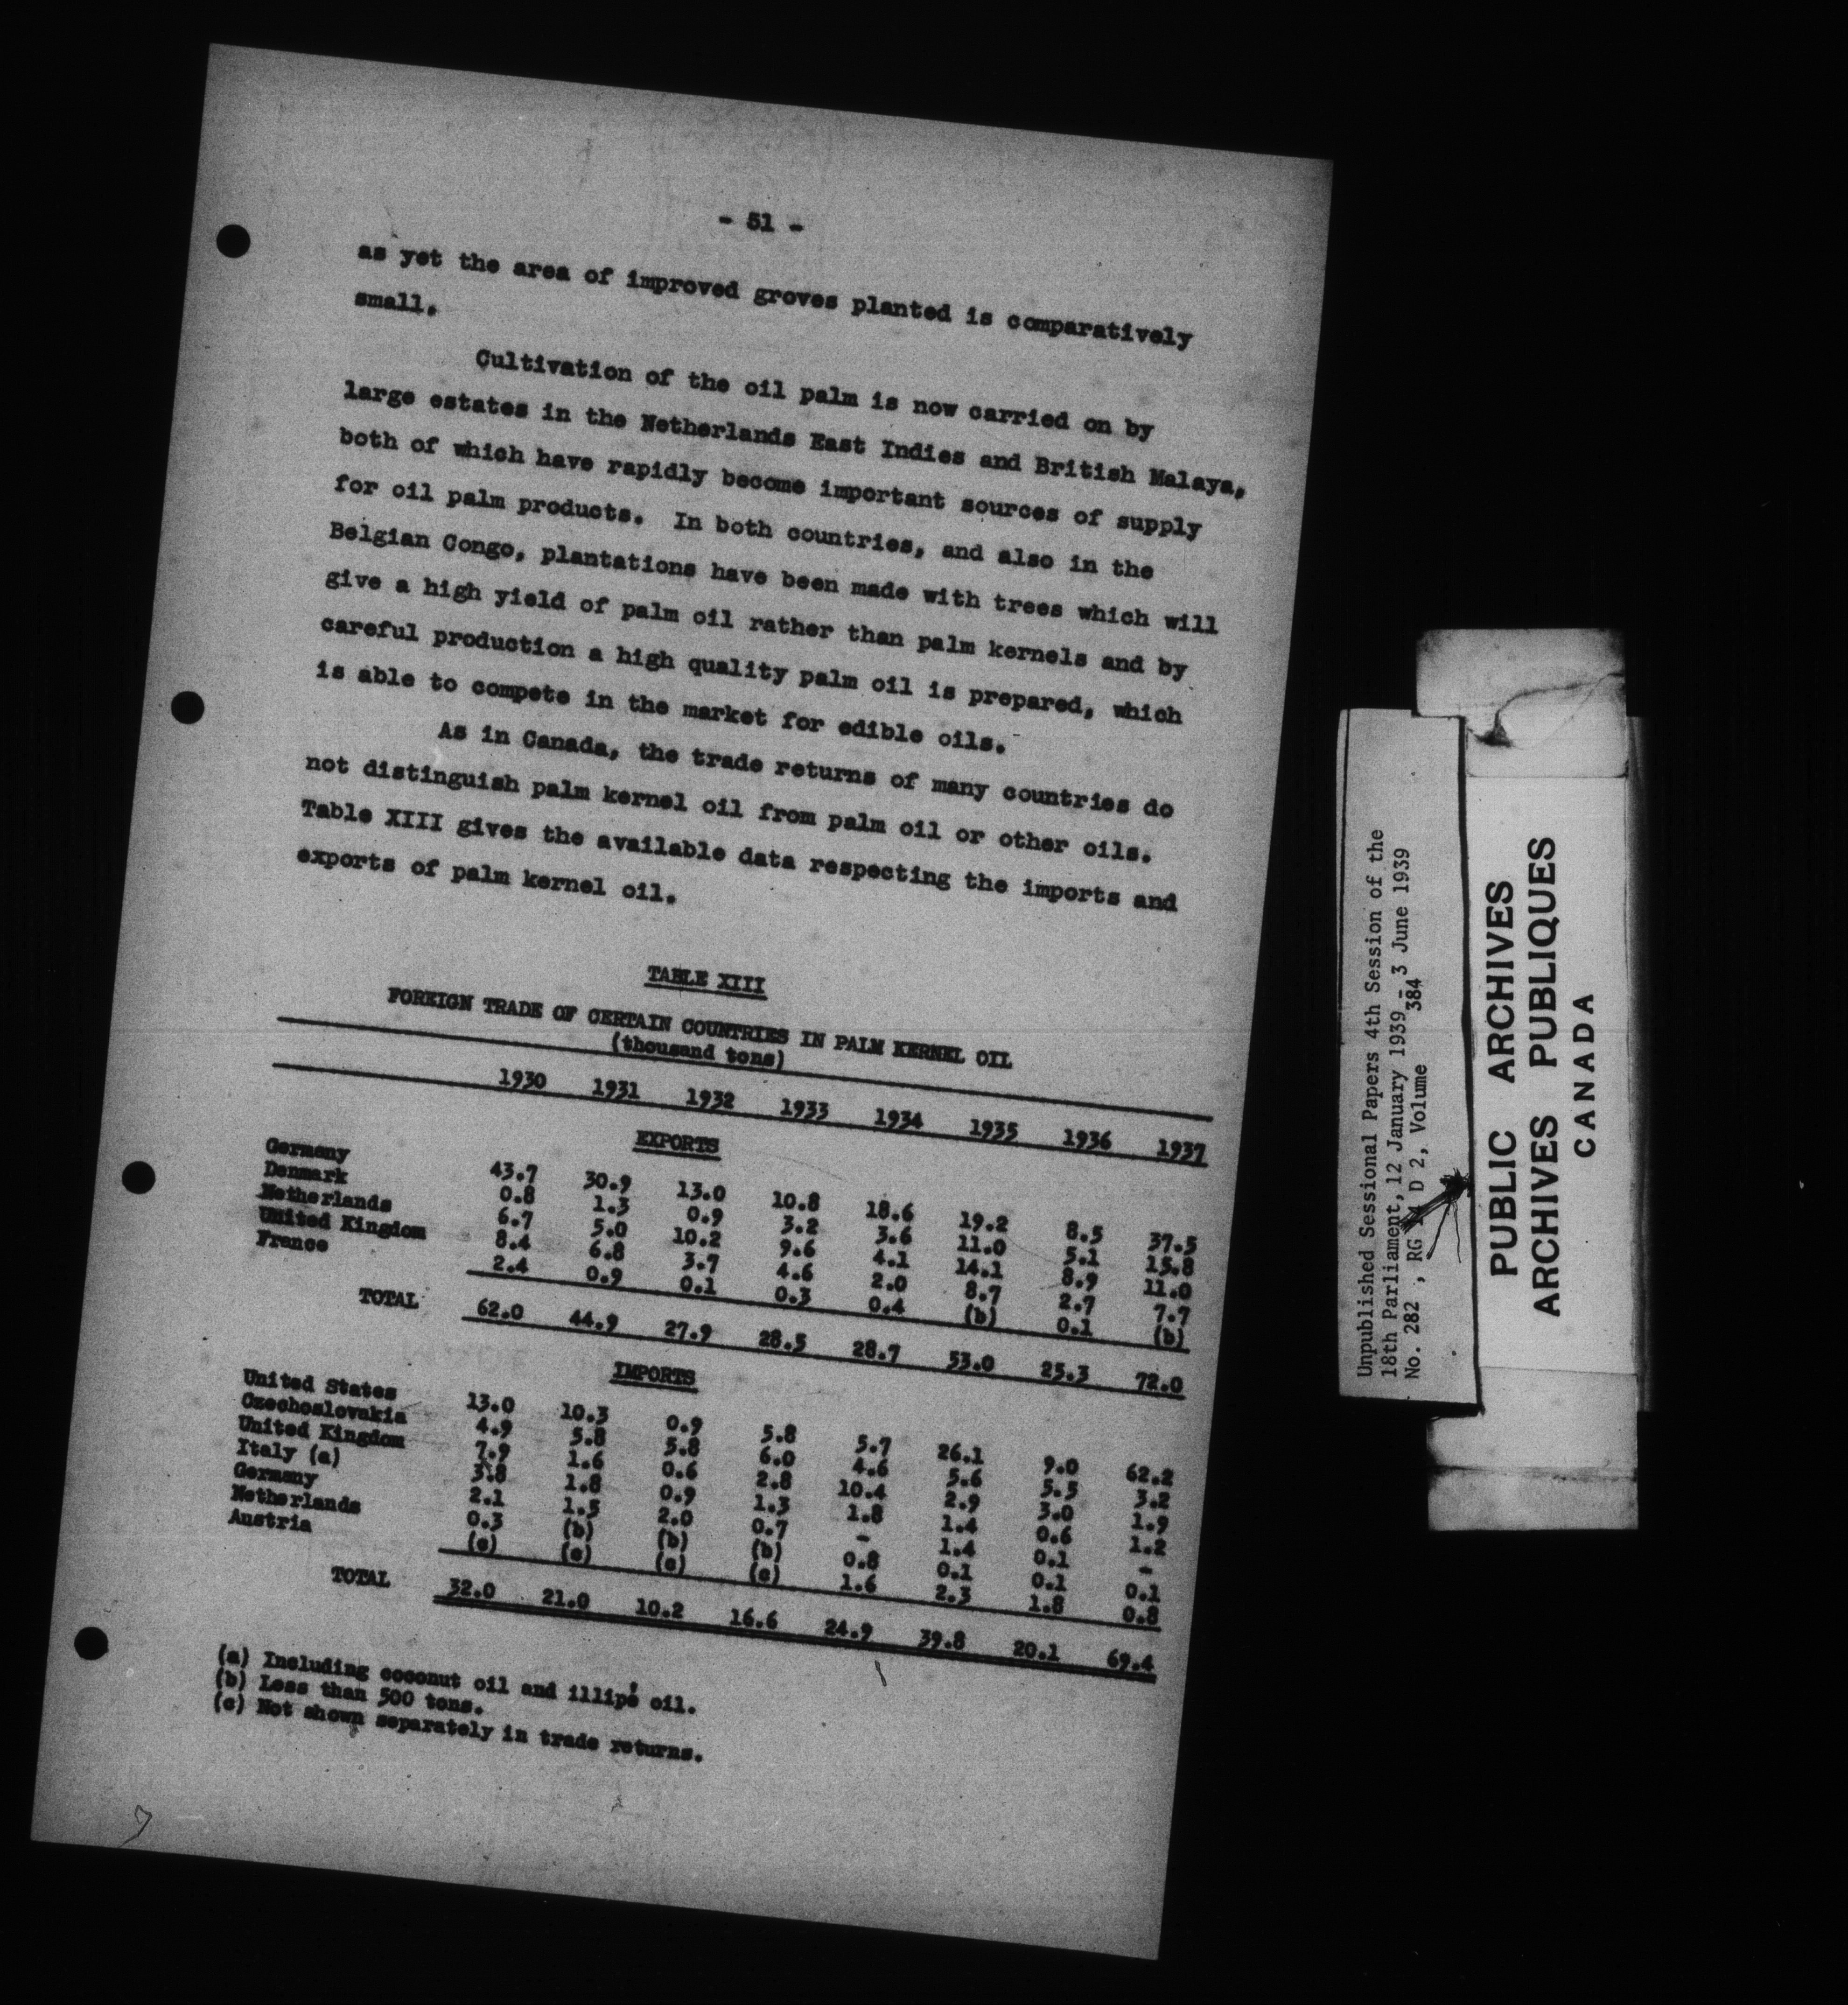 - 51 -
as yet the area of improved groves planted is comparatively
small.
Cultivation of the oil palm is now carried on by
large estates in the Netherlands East Indies and British Malaya,
both of which have rapidly become important sources of supply
for oil palm products. In both countries, and also in the
Belgian Congo, plantations have been made with trees which will
give a high yield of palm oil rather than palm kernels and by
careful production a high quality palm oil is prepared, which
is able to compete in the market for edible oils.
As in Canada, the trade returns of many countries do
not distinguish palm kernel oil from palm oil or other oils.
Table XIII gives the available data respecting the imports and
exports of palm kernel oil.
TABLE XIII
FOREIGN TRADE OF CERTAIN COUNTRIES IN PALM KERNEL OIL
(thousand tons)
1930 1931 1932 1933 1934 1935 1936 1937
EXPORTS
Germany 43.7 30.9 13.0 10.8 18.6 19.2 8.5 37.5
Denmark 0.8 1.3 0.9 3.2 3.6 11.0 5.1 15.8
Netherlands 6.7 5.0 10.2 9.6 4.1 14.1 8.9 11.0
United Kingdom 8.4 6.8 3.7 4.6 2.0 8.7 2.7 7.7
France 2.4 0.9 0.1 0.3 0.4 (b) 0.1 (b)
TOTAL 62.0 44.9 27.9 28.5 28.7 53.0 25.3 72.0
IMPORTS
United States 13.0 10.3 0.9 5.8 5.7 26.1 9.0 62.2
Czechoslovakia 4.9 5.8 5.8 6.0 4.6 5.6 5.5 3.2
United Kingdom 7.9 1.6 0.6 2.8 10.4 2.9 3.0 1.9
Italy (a) 3.8 1.8 0.9 1.3 1.8 1.4 0.6 1.2
Germany 2.1 1.5 2.0 0.7 - 1.4 0.1 -
Netherlands 0.3 (b) (b) (b) 0.8 0.1 0.1 0.1
Austria (c) (c) (c) (c) 1.6 2.3 1.8 0.8
TOTAL 32.0 21.0 10.2 16.6 24.9 39.8 20.1 69.4
(a) Including coconut oil and illipé oil.
(b) Less than 500 tons.
(c) Not shown separately in trade returns.
Unpublished Sessional Papers 4th Session of the
18th Parliament, 12 January 1939 - 3 June 1939
No. 282 , RG D 2, Volume 384
PUBLIC ARCHIVES
ARCHIVES PUBLIQUES
CANADA